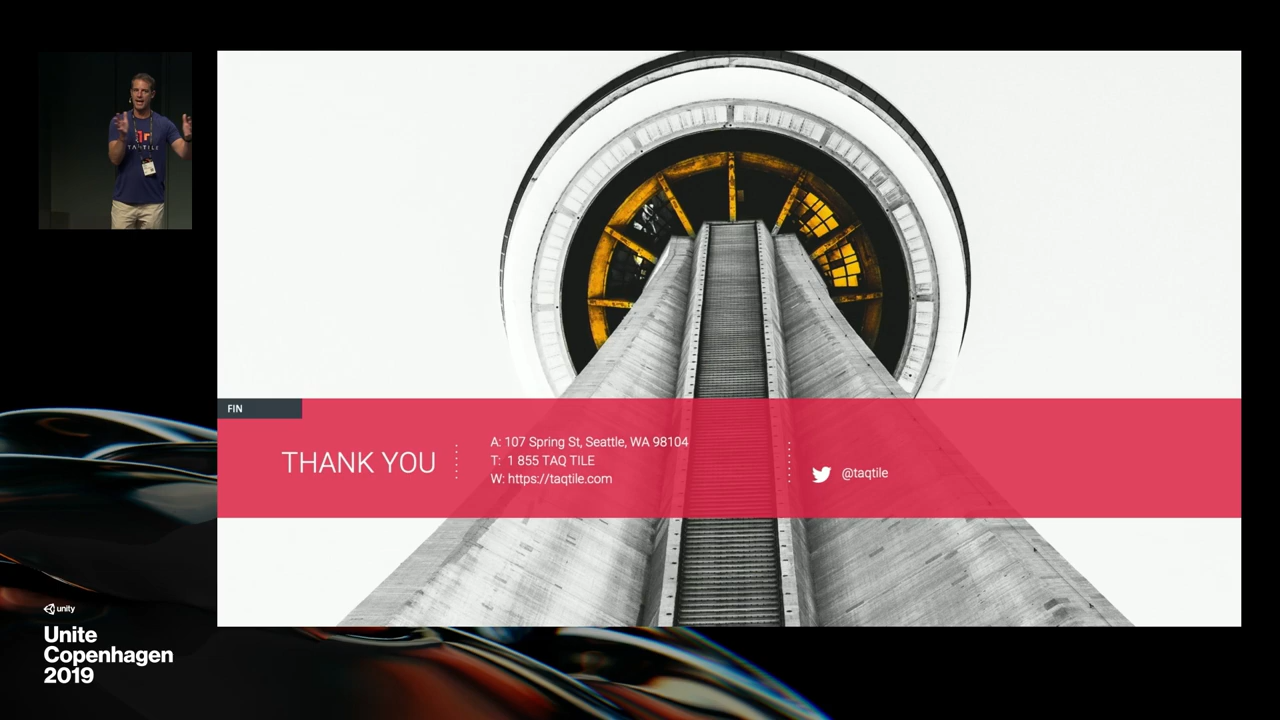 TAQTILE
FIN
THANK YOU
A: 107 Spring St, Seattle, WA 98104
T: 1 855 TAQ TILE
W: https://taqtile.com
@taqtile
unity
Unite
Copenhagen
2019